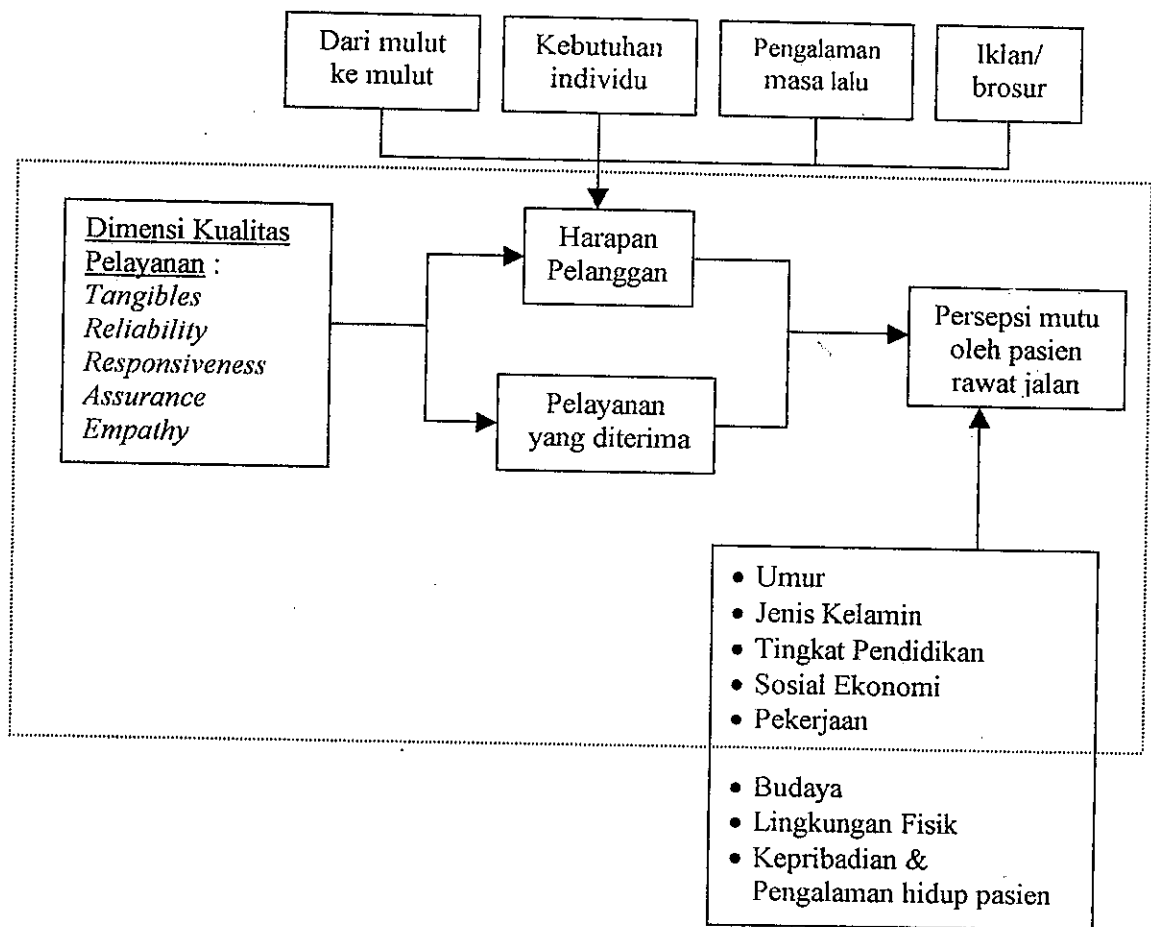 Dari mulut
ke mulut
Kebutuhan
individu
Pengalaman
masa lalu
Iklan/
brosur
Dimensi Kualitas
Pelayanan :
Tangibles
Reliability
Responsiveness
Assurance
Empathy
Harapan
Pelanggan
Pelayanan
yang diterima
Persepsi mutu
oleh pasien
rawat jalan
• Umur
• Jenis Kelamin
• Tingkat Pendidikan
• Sosial Ekonomi
• Pekerjaan
• Budaya
• Lingkungan Fisik
• Kepribadian &
Pengalaman hidup pasien